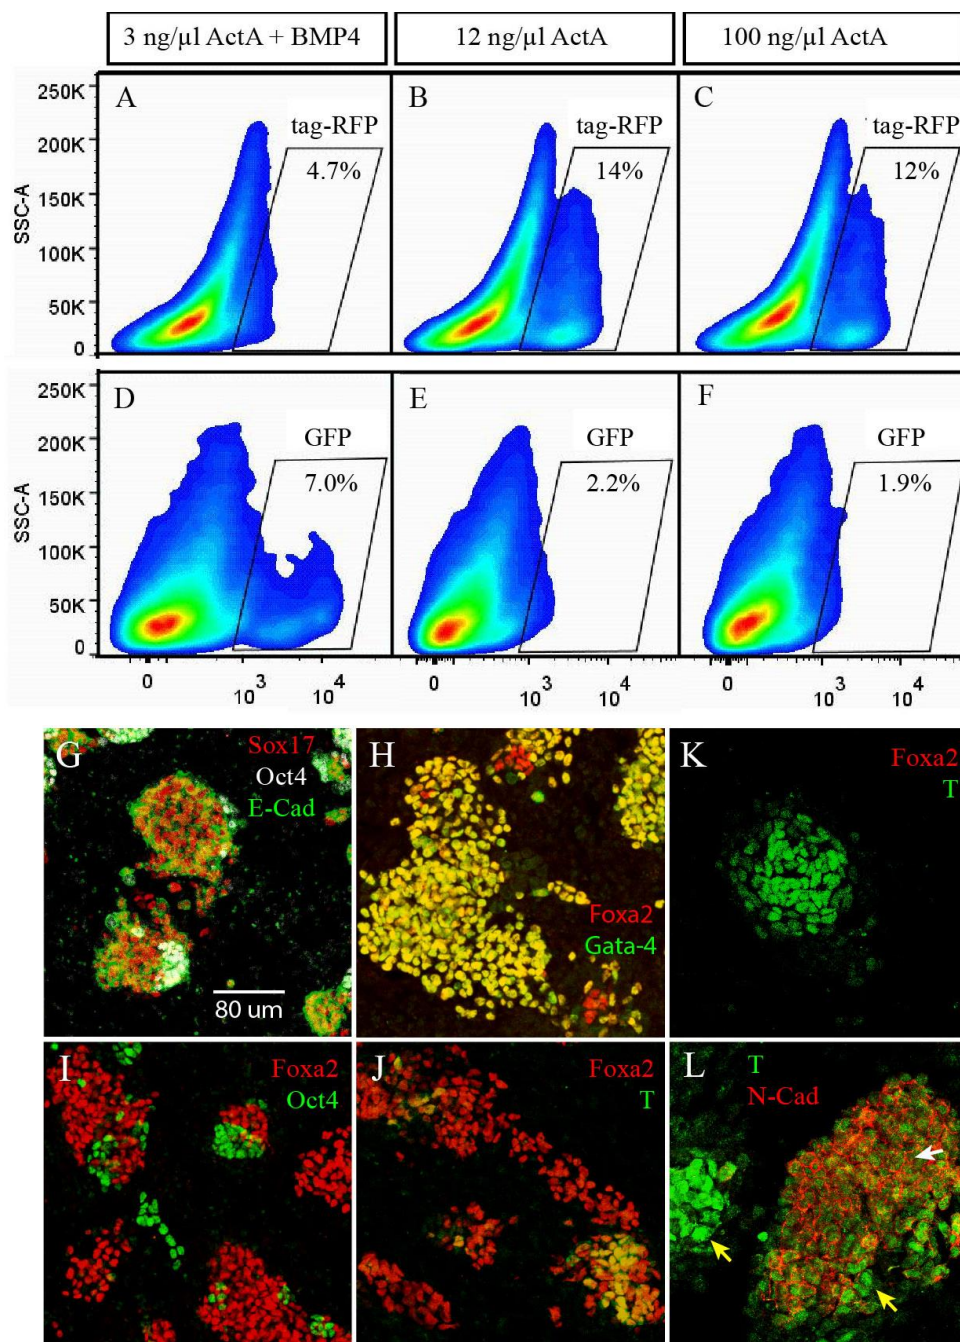 3 ng/µl ActA + BMP4
12 ng/µl ActA
100 ng/µl ActA
A
B
C
250K
200K
150K
100K
50K
0
SSC-A
tag-RFP
4.7%
tag-RFP
14%
tag-RFP
12%
D
E
F
250K
200K
150K
100K
50K
0
SSC-A
GFP
7.0%
GFP
2.2%
GFP
1.9%
0
10³
10⁴
0
10³
10⁴
0
10³
10⁴
G
Sox17
Oct4
E-Cad
80 um
H
Foxa2
Gata-4
K
Foxa2
T
I
Foxa2
Oct4
J
Foxa2
T
L
T
N-Cad